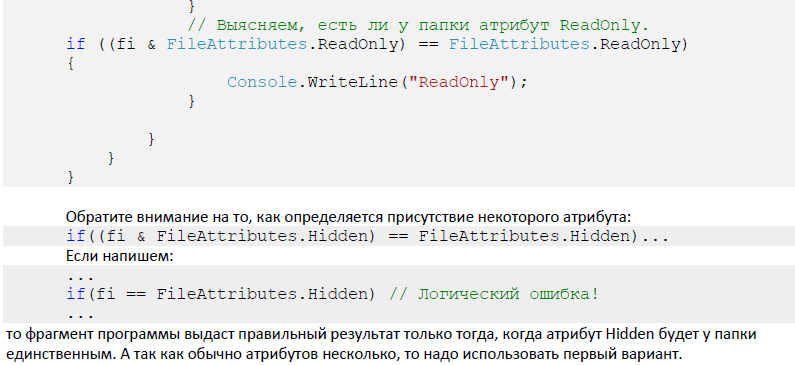 }
// Выясняем, есть ли у папки атрибут ReadOnly.
if ((fi & FileAttributes.ReadOnly) == FileAttributes.ReadOnly)
{
Console.WriteLine("ReadOnly");
}
}
}
}
Обратите внимание на то, как определяется присутствие некоторого атрибута:
if((fi & FileAttributes.Hidden) == FileAttributes.Hidden)...
Если напишем:
...
if(fi == FileAttributes.Hidden) // Логический ошибка!
...
то фрагмент программы выдаст правильный результат только тогда, когда атрибут Hidden будет у папки
единственным. А так как обычно атрибутов несколько, то надо использовать первый вариант.